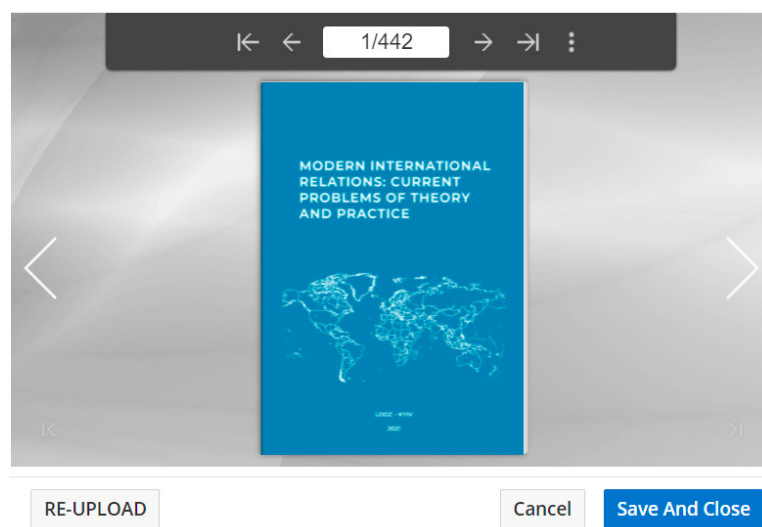 1/442
MODERN INTERNATIONAL
RELATIONS: CURRENT
PROBLEMS OF THEORY
AND PRACTICE
LODZ - KYIV
2021
RE-UPLOAD
Cancel
Save And Close